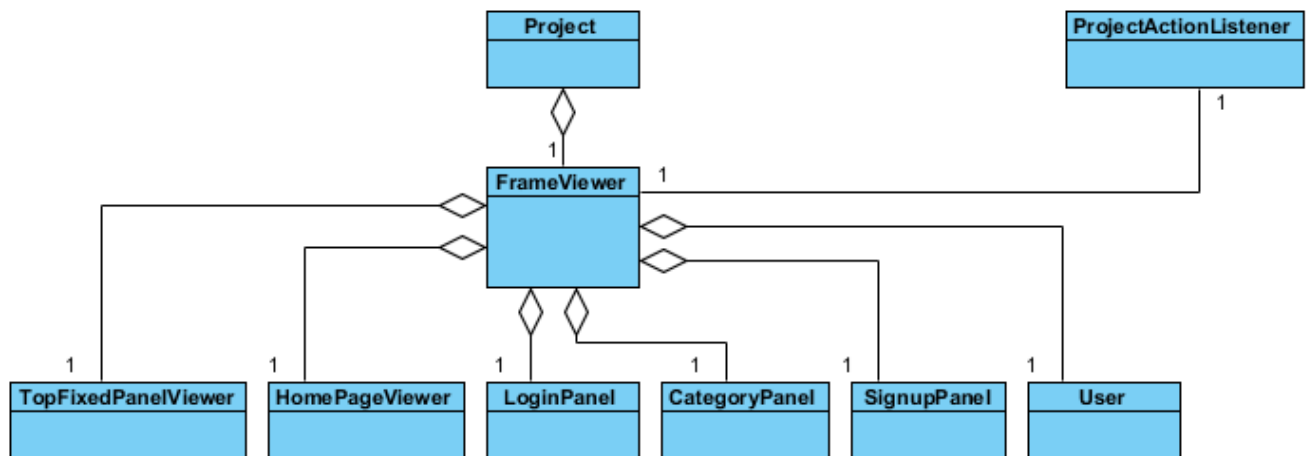 Project
ProjectActionListener
1
1
FrameViewer
1
1
1
1
1
1
1
TopFixedPanelViewer
HomePageViewer
LoginPanel
CategoryPanel
SignupPanel
User